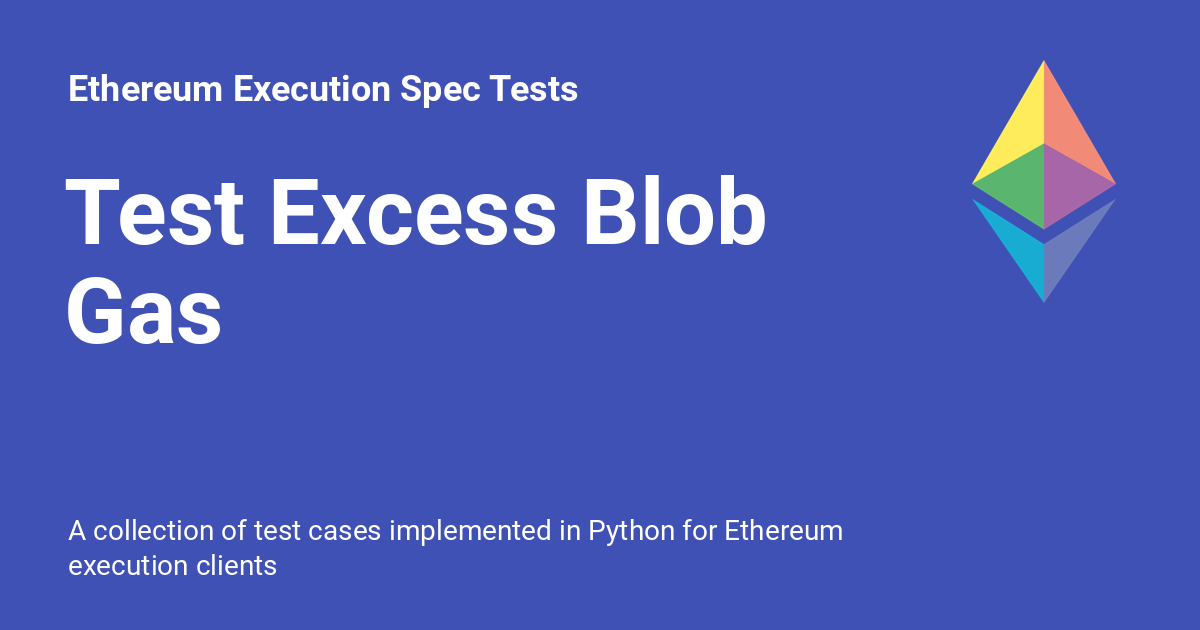 Ethereum Execution Spec Tests
Test Excess Blob
Gas
A collection of test cases implemented in Python for Ethereum
execution clients